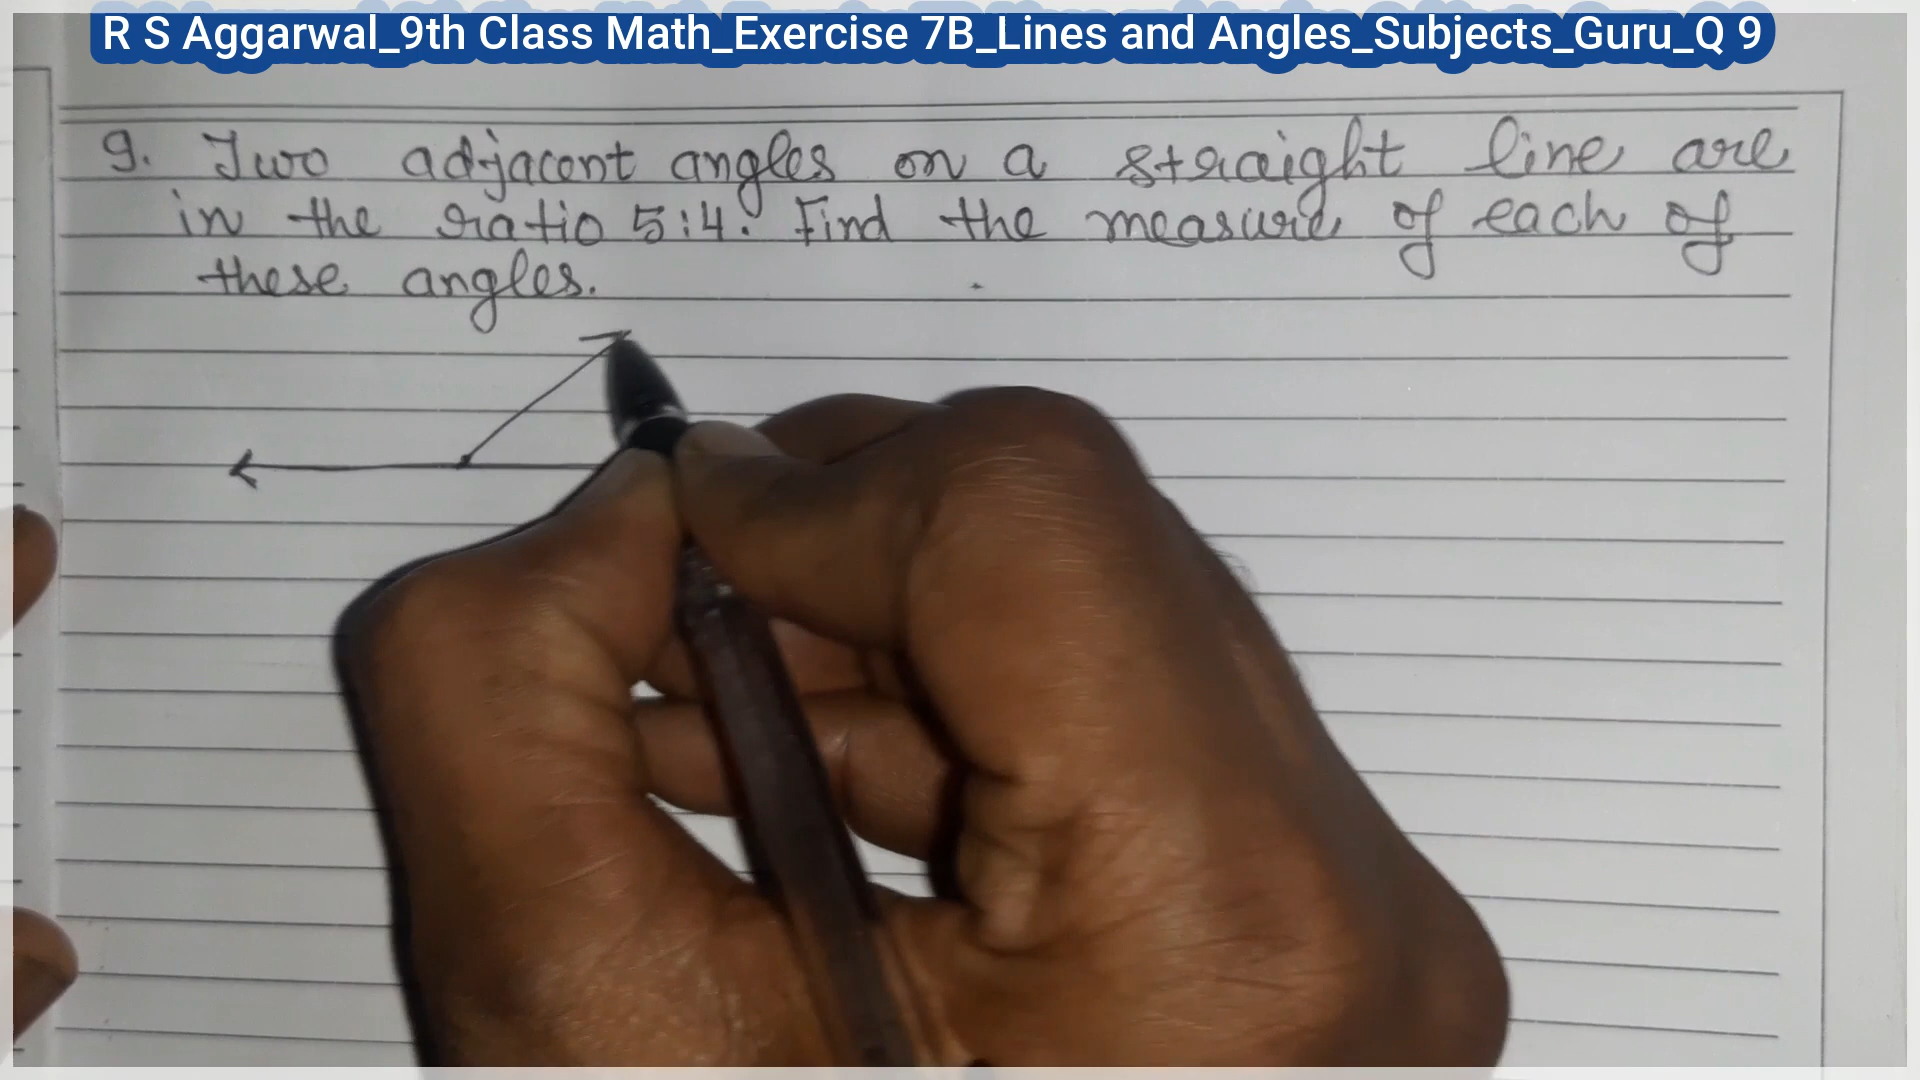 R S Aggarwal_9th Class Math_Exercise 7B_Lines and Angles_Subjects_Guru_Q 9
9. Two adjacent angles on a straight line are
in the ratio 5:4. Find the measure of each of
these angles.